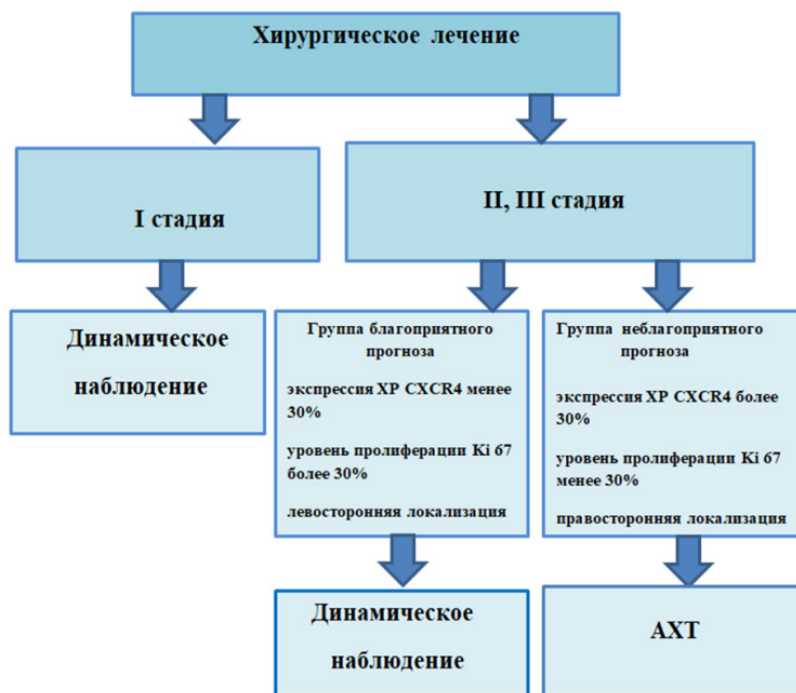 Хирургическое лечение
I стадия
II, III стадия
Динамическое
наблюдение
Группа благоприятного
прогноза
экспрессия ХР CXCR4 менее
30%
уровень пролиферации Ki 67
более 30%
левосторонняя локализация
Группа неблагоприятного
прогноза
экспрессия ХР CXCR4 более
30%
уровень пролиферации Ki 67
менее 30%
правосторонняя локализация
Динамическое
наблюдение
АХТ